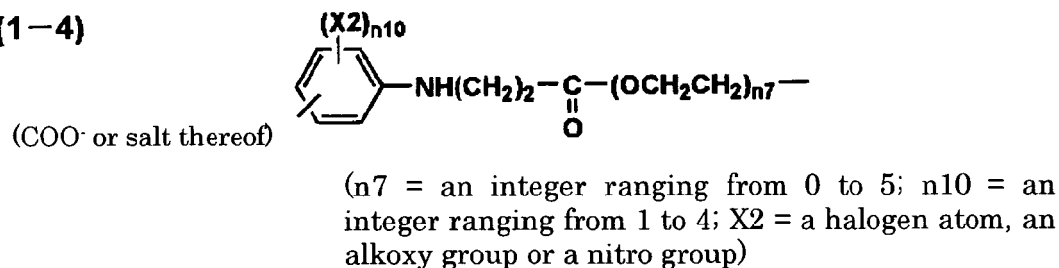 (1−4)
(X2)n10
NH(CH2)2−C−(OCH2CH2)n7−
O
(COO- or salt thereof)
(n7 = an integer ranging from 0 to 5; n10 = an
integer ranging from 1 to 4; X2 = a halogen atom, an
alkoxy group or a nitro group)